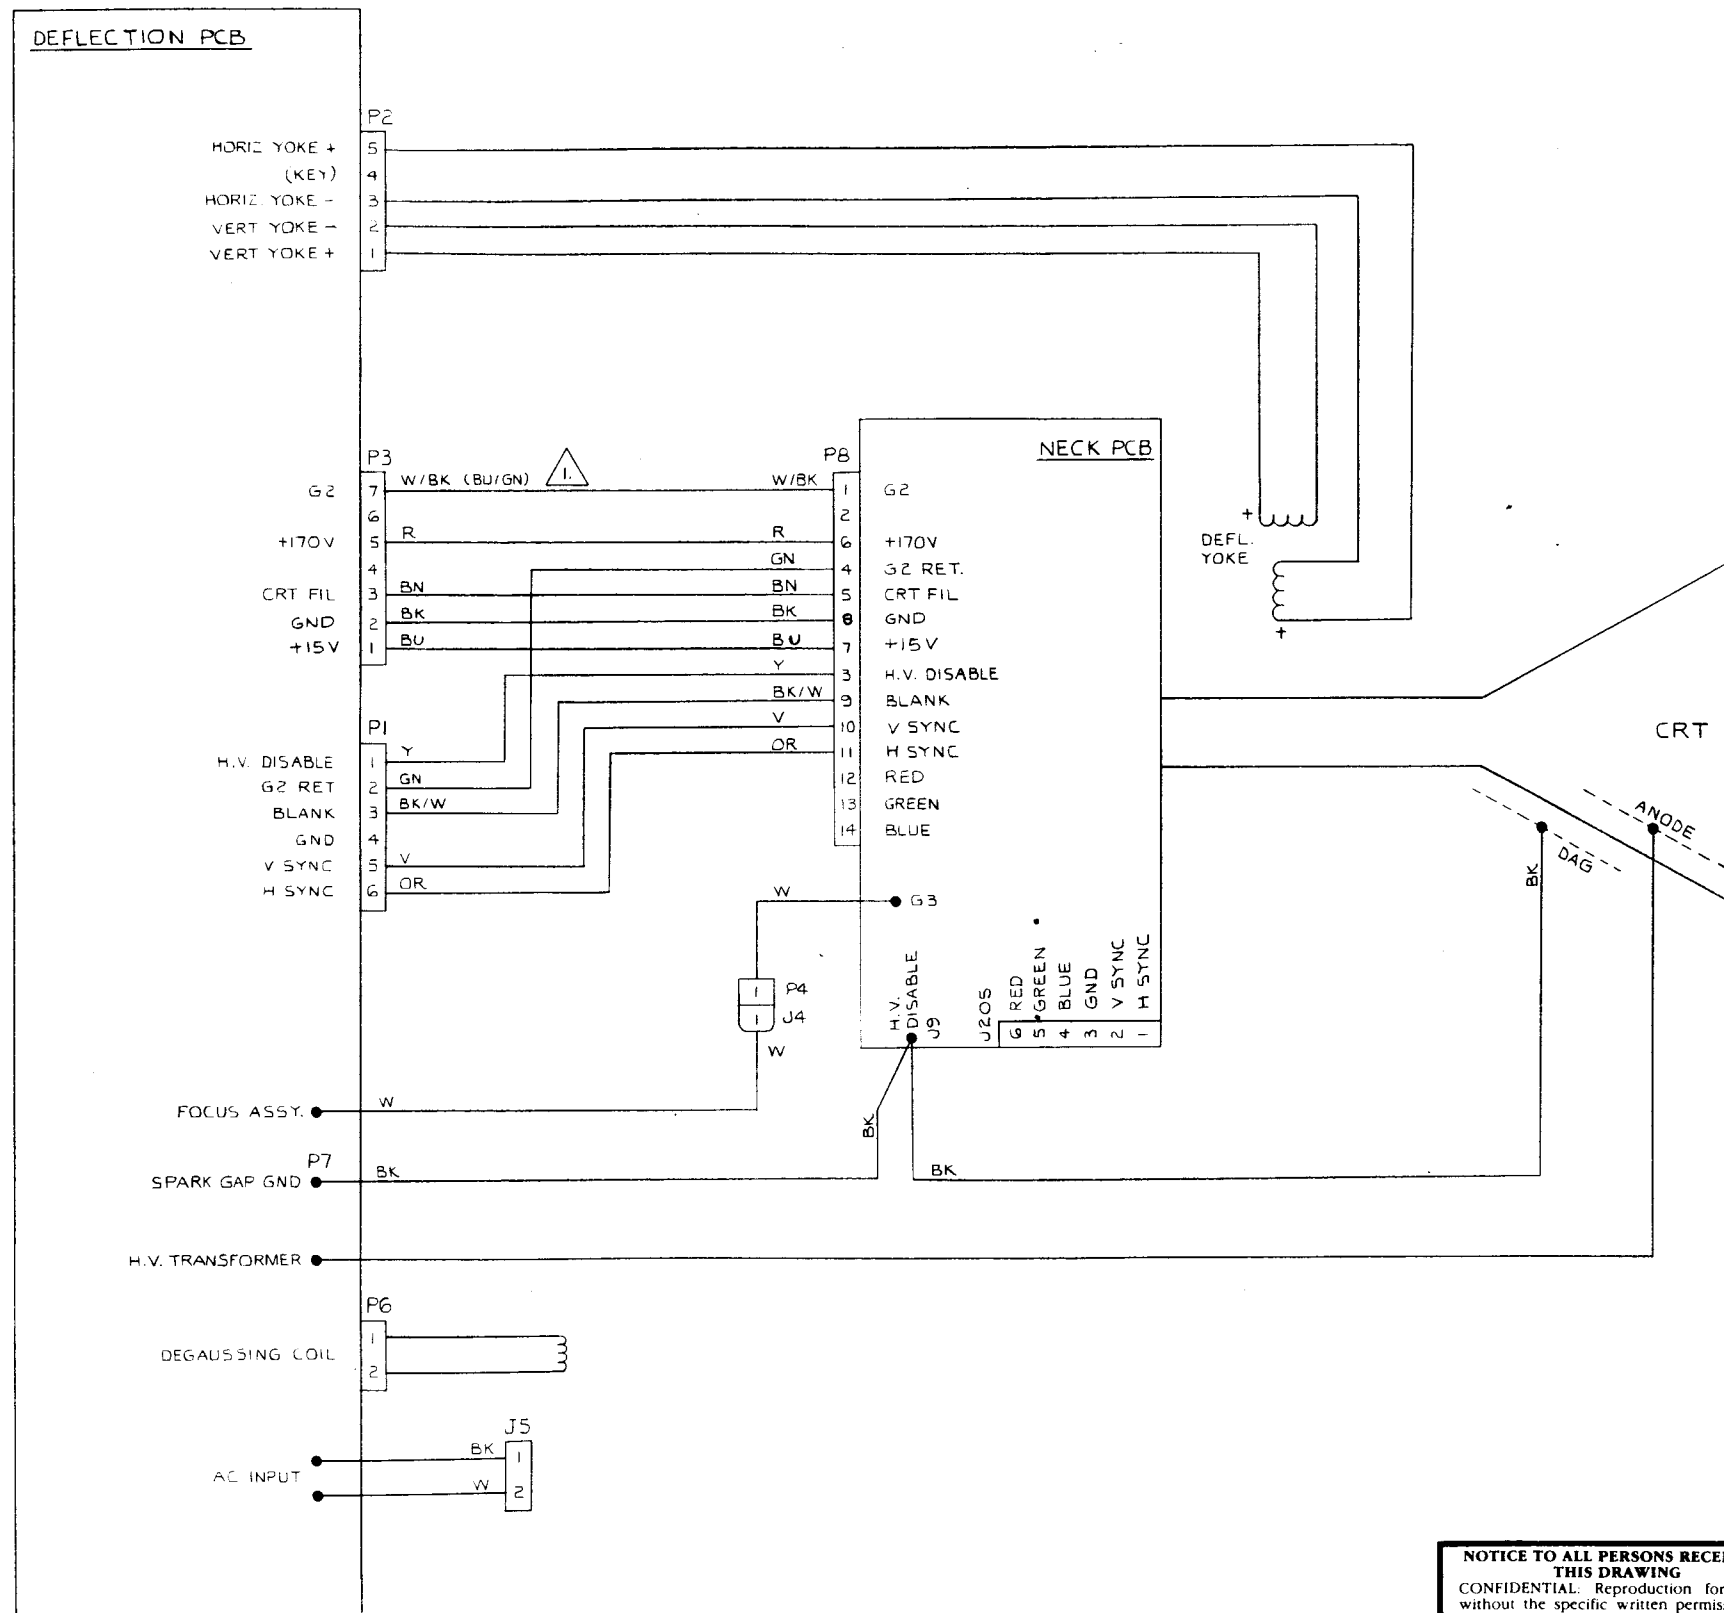 DEFLECTION PCB
P2
HORIZ YOKE + 5
(KEY) 4
HORIZ. YOKE - 3
VERT YOKE - 2
VERT YOKE + 1
NECK PCB
P3
P8
W/BK (BU/GN) 1. W/BK
G2 7
1 G2
6
2
+170V 5 R R 6 +170V
4
GN 4 G2 RET.
CRT FIL 3 BN BN 5 CRT FIL
GND 2 BK BK 8 GND
+15V 1 BU BU 7 +15V
Y 3 H.V. DISABLE
BK/W 9 BLANK
V 10 V SYNC
OR 11 H SYNC
12 RED
13 GREEN
14 BLUE
+
DEFL.
YOKE
+
CRT
P1
H.V. DISABLE 1 Y
G2 RET 2 GN
BLANK 3 BK/W
GND 4
V SYNC 5 V
H SYNC 6 OR
ANODE
DAG
BK
W
G3
1 P4
1 J4
W
H.V.
DISABLE
J9
J205
6 RED
5 GREEN
4 BLUE
3 GND
2 V SYNC
1 H SYNC
FOCUS ASSY. W
BK
P7
SPARK GAP GND BK
BK
H.V. TRANSFORMER
P6
1
DEGAUSSING COIL
2
J5
BK 1
AC INPUT
W 2
NOTICE TO ALL PERSONS RECEI
THIS DRAWING
CONFIDENTIAL: Reproduction for
without the specific written permis